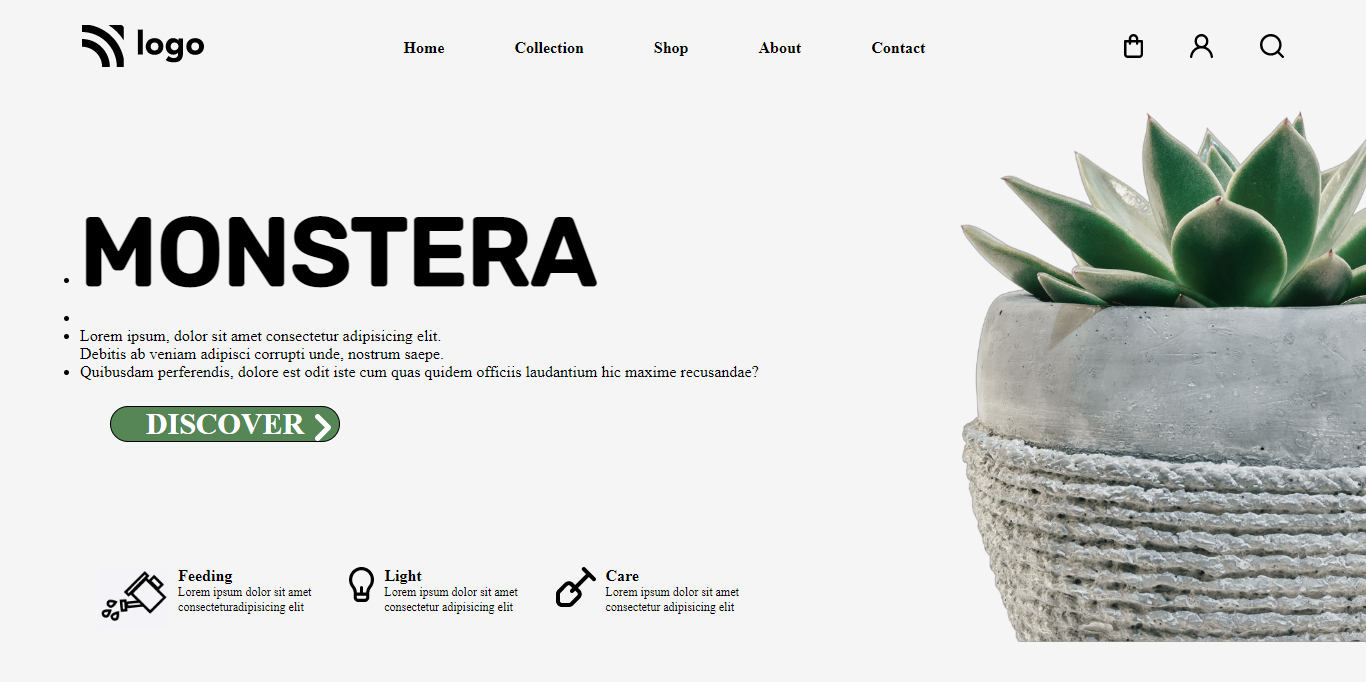 logo
Home Collection Shop About Contact
MONSTERA
Lorem ipsum, dolor sit amet consectetur adipisicing elit.
Debitis ab veniam adipisci corrupti unde, nostrum saepe.
Quibusdam perferendis, dolore est odit iste cum quas quidem officiis laudantium hic maxime recusandae?
DISCOVER
Feeding
Lorem ipsum dolor sit amet
consecteturadipisicing elit
Light
Lorem ipsum dolor sit amet
consectetur adipisicing elit
Care
Lorem ipsum dolor sit amet
consectetur adipisicing elit